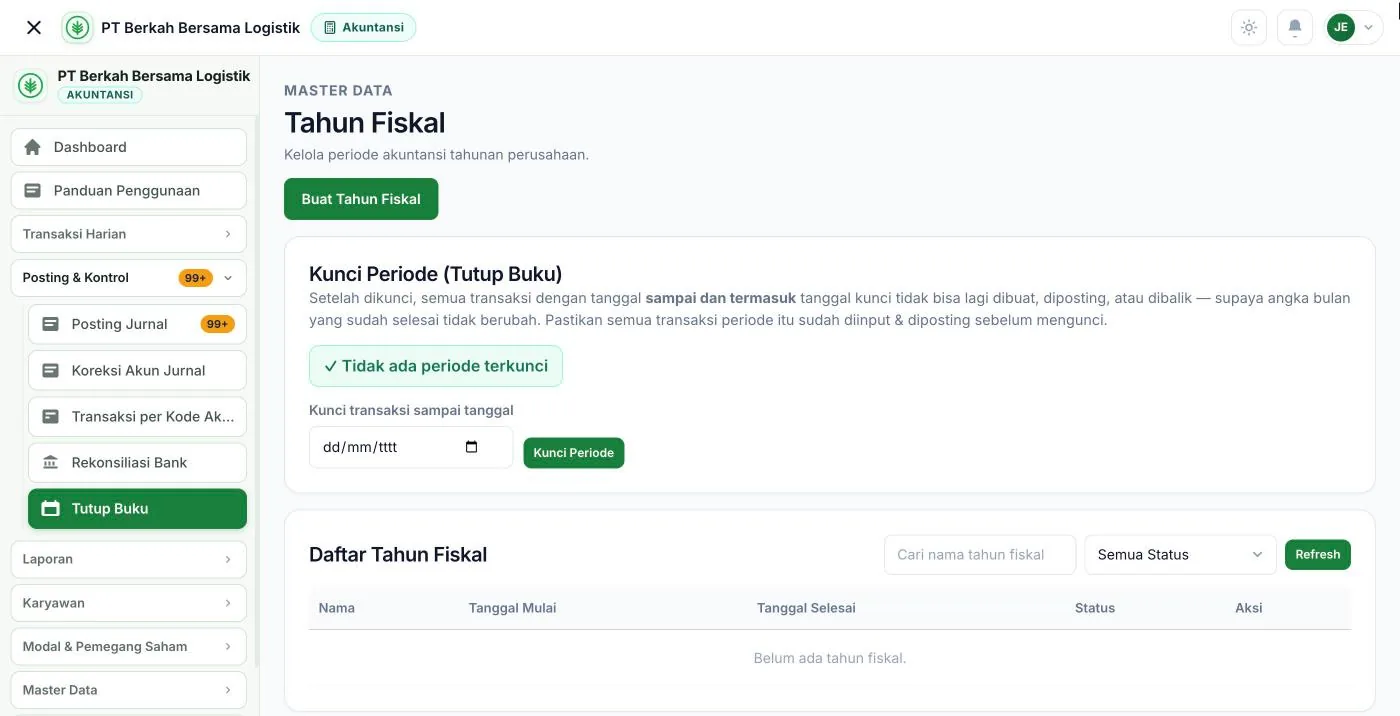 PT Berkah Bersama Logistik
Akuntansi
JE
PT Berkah Bersama Logistik
AKUNTANSI
Dashboard
Panduan Penggunaan
Transaksi Harian
Posting & Kontrol 99+
Posting Jurnal 99+
Koreksi Akun Jurnal
Transaksi per Kode Ak...
Rekonsiliasi Bank
Tutup Buku
Laporan
Karyawan
Modal & Pemegang Saham
Master Data
MASTER DATA
Tahun Fiskal
Kelola periode akuntansi tahunan perusahaan.
Buat Tahun Fiskal
Kunci Periode (Tutup Buku)
Setelah dikunci, semua transaksi dengan tanggal sampai dan termasuk tanggal kunci tidak bisa lagi dibuat, diposting, atau dibalik — supaya angka bulan
yang sudah selesai tidak berubah. Pastikan semua transaksi periode itu sudah diinput & diposting sebelum mengunci.
✓ Tidak ada periode terkunci
Kunci transaksi sampai tanggal
dd/mm/tttt
Kunci Periode
Daftar Tahun Fiskal
Cari nama tahun fiskal
Semua Status
Refresh
Nama Tanggal Mulai Tanggal Selesai Status Aksi
Belum ada tahun fiskal.